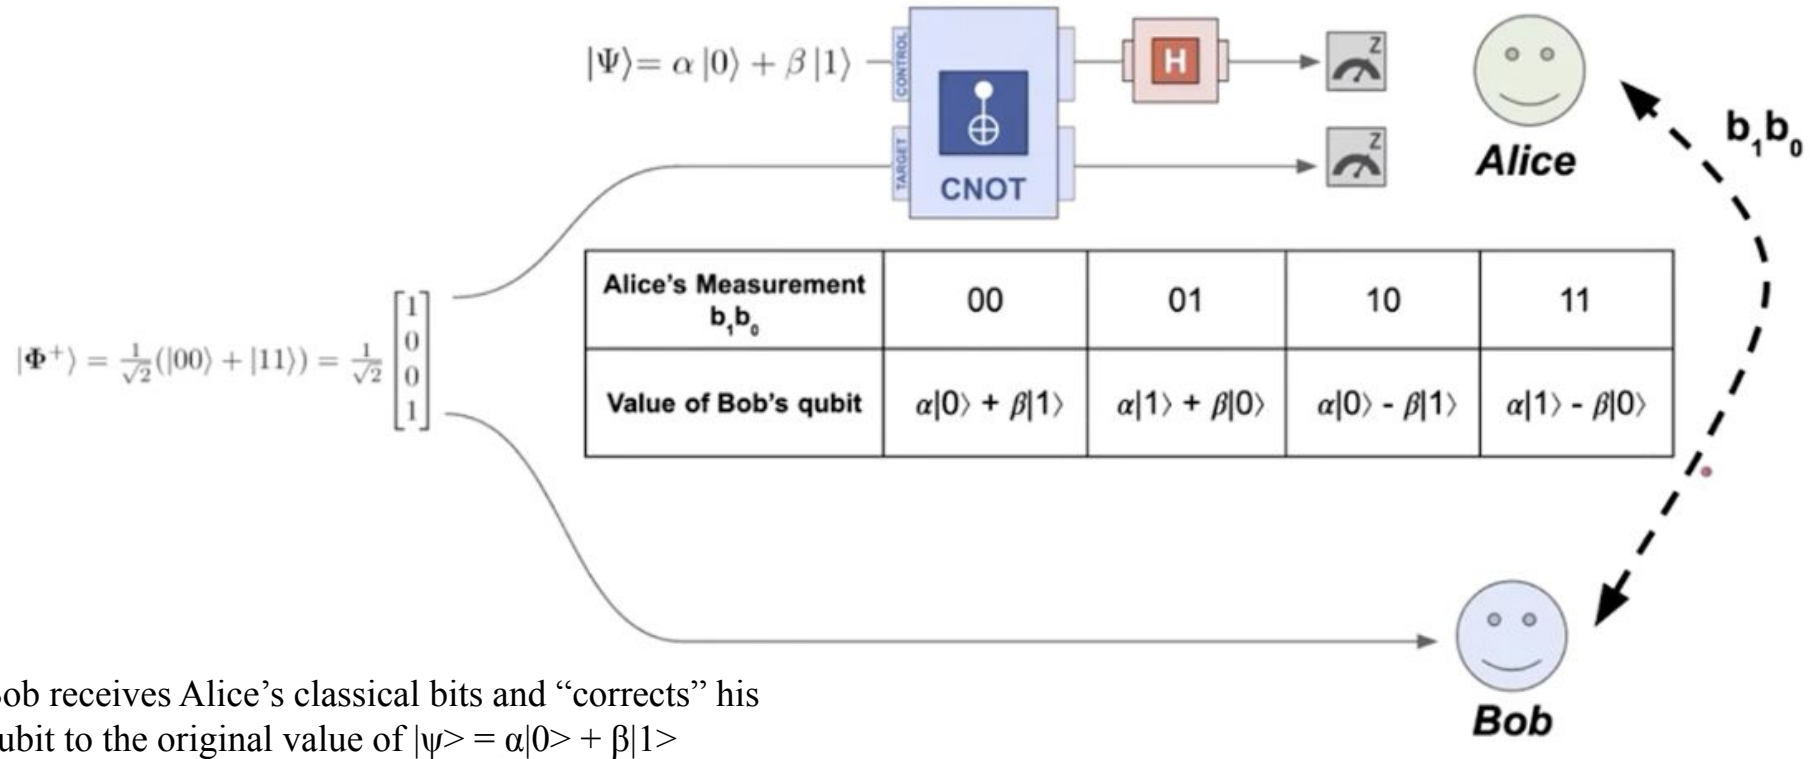 |Ψ⟩= α |0⟩ + β |1⟩
CONTROL
TARGET
CNOT
H
Z
Z
Alice
b₁b₀
|Φ⁺⟩ = 1/√2(|00⟩ + |11⟩) = 1/√2 [1 0 0 1]
Alice's Measurement b₁b₀ 00 01 10 11
Value of Bob's qubit α|0⟩ + β|1⟩ α|1⟩ + β|0⟩ α|0⟩ - β|1⟩ α|1⟩ - β|0⟩
Bob
ob receives Alice’s classical bits and “corrects” his
ubit to the original value of |ψ> = α|0> + β|1>